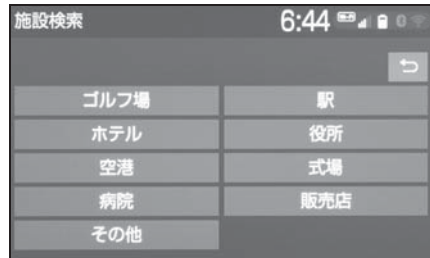 施設検索 6:44
ゴルフ場 駅
ホテル 役所
空港 式場
病院 販売店
その他